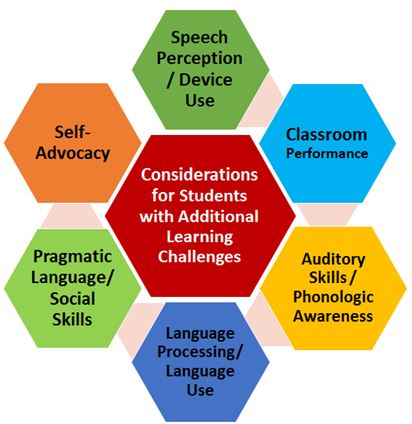 Speech
Perception
/ Device
Use
Classroom
Performance
Auditory
Skills /
Phonologic
Awareness
Language
Processing/
Language
Use
Pragmatic
Language/
Social
Skills
Self-
Advocacy
Considerations
for Students
with Additional
Learning
Challenges